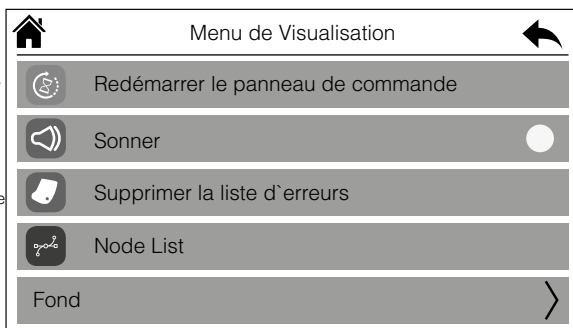 Menu de Visualisation
Redémarrer le panneau de commande
Sonner
Supprimer la liste d`erreurs
Node List
Fond